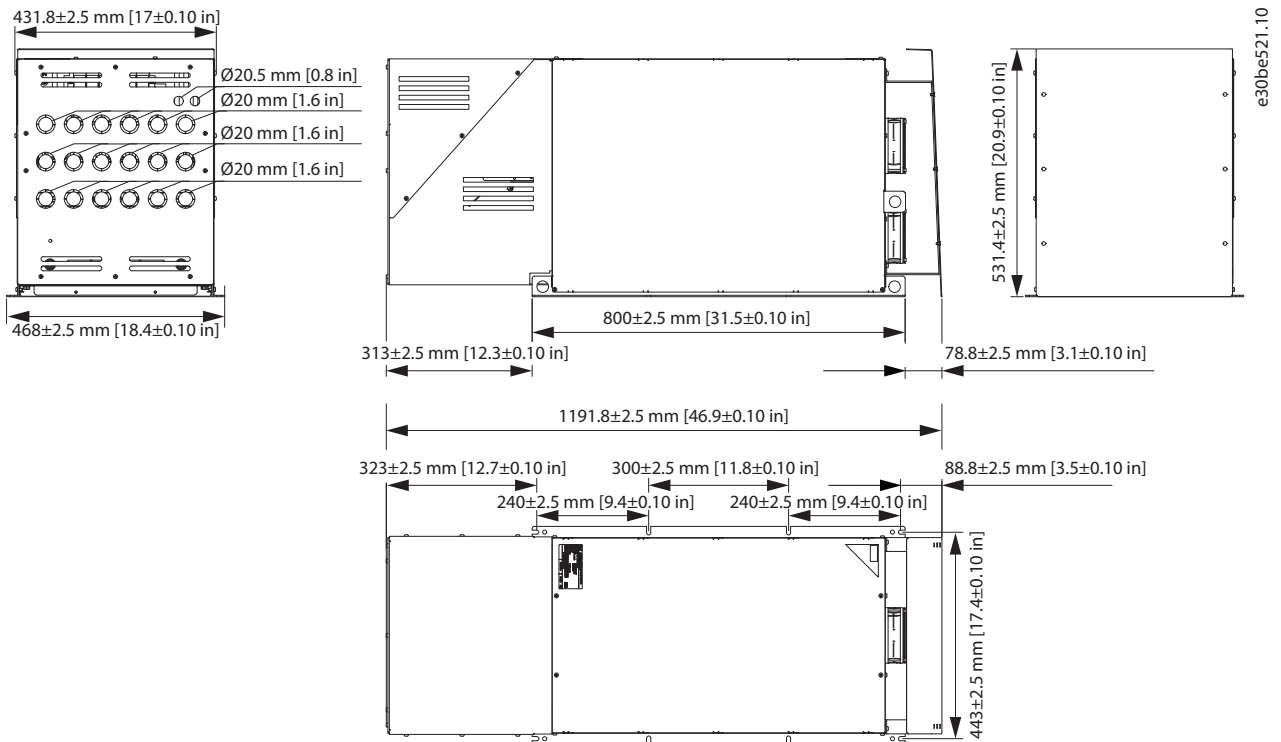 431.8±2.5 mm [17±0.10 in]
Ø20.5 mm [0.8 in]
Ø20 mm [1.6 in]
Ø20 mm [1.6 in]
Ø20 mm [1.6 in]
468±2.5 mm [18.4±0.10 in]
800±2.5 mm [31.5±0.10 in]
313±2.5 mm [12.3±0.10 in]
78.8±2.5 mm [3.1±0.10 in]
531.4±2.5 mm [20.9±0.10 in]
e30be521.10
1191.8±2.5 mm [46.9±0.10 in]
323±2.5 mm [12.7±0.10 in]
300±2.5 mm [11.8±0.10 in]
88.8±2.5 mm [3.5±0.10 in]
240±2.5 mm [9.4±0.10 in]
240±2.5 mm [9.4±0.10 in]
443±2.5 mm [17.4±0.10 in]